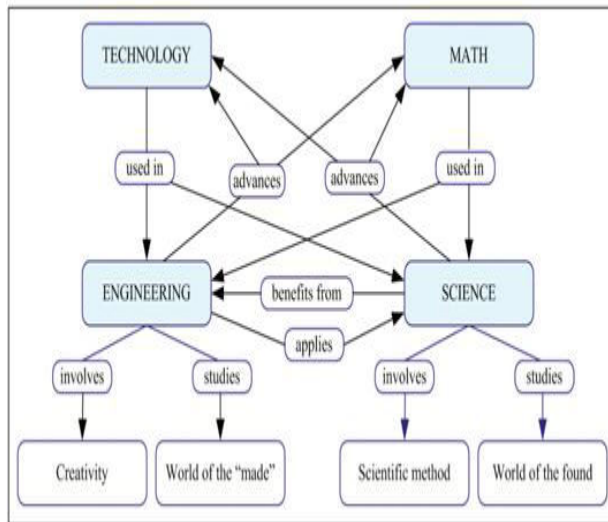 TECHNOLOGY
MATH
used in
advances
advances
used in
ENGINEERING
benefits from
SCIENCE
applies
involves
studies
involves
studies
Creativity
World of the “made”
Scientific method
World of the found